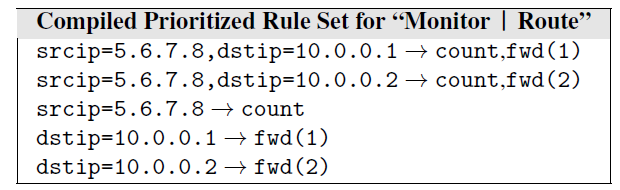 Compiled Prioritized Rule Set for “Monitor | Route”
srcip=5.6.7.8,dstip=10.0.0.1 → count,fwd(1)
srcip=5.6.7.8,dstip=10.0.0.2 → count,fwd(2)
srcip=5.6.7.8 → count
dstip=10.0.0.1 → fwd(1)
dstip=10.0.0.2 → fwd(2)